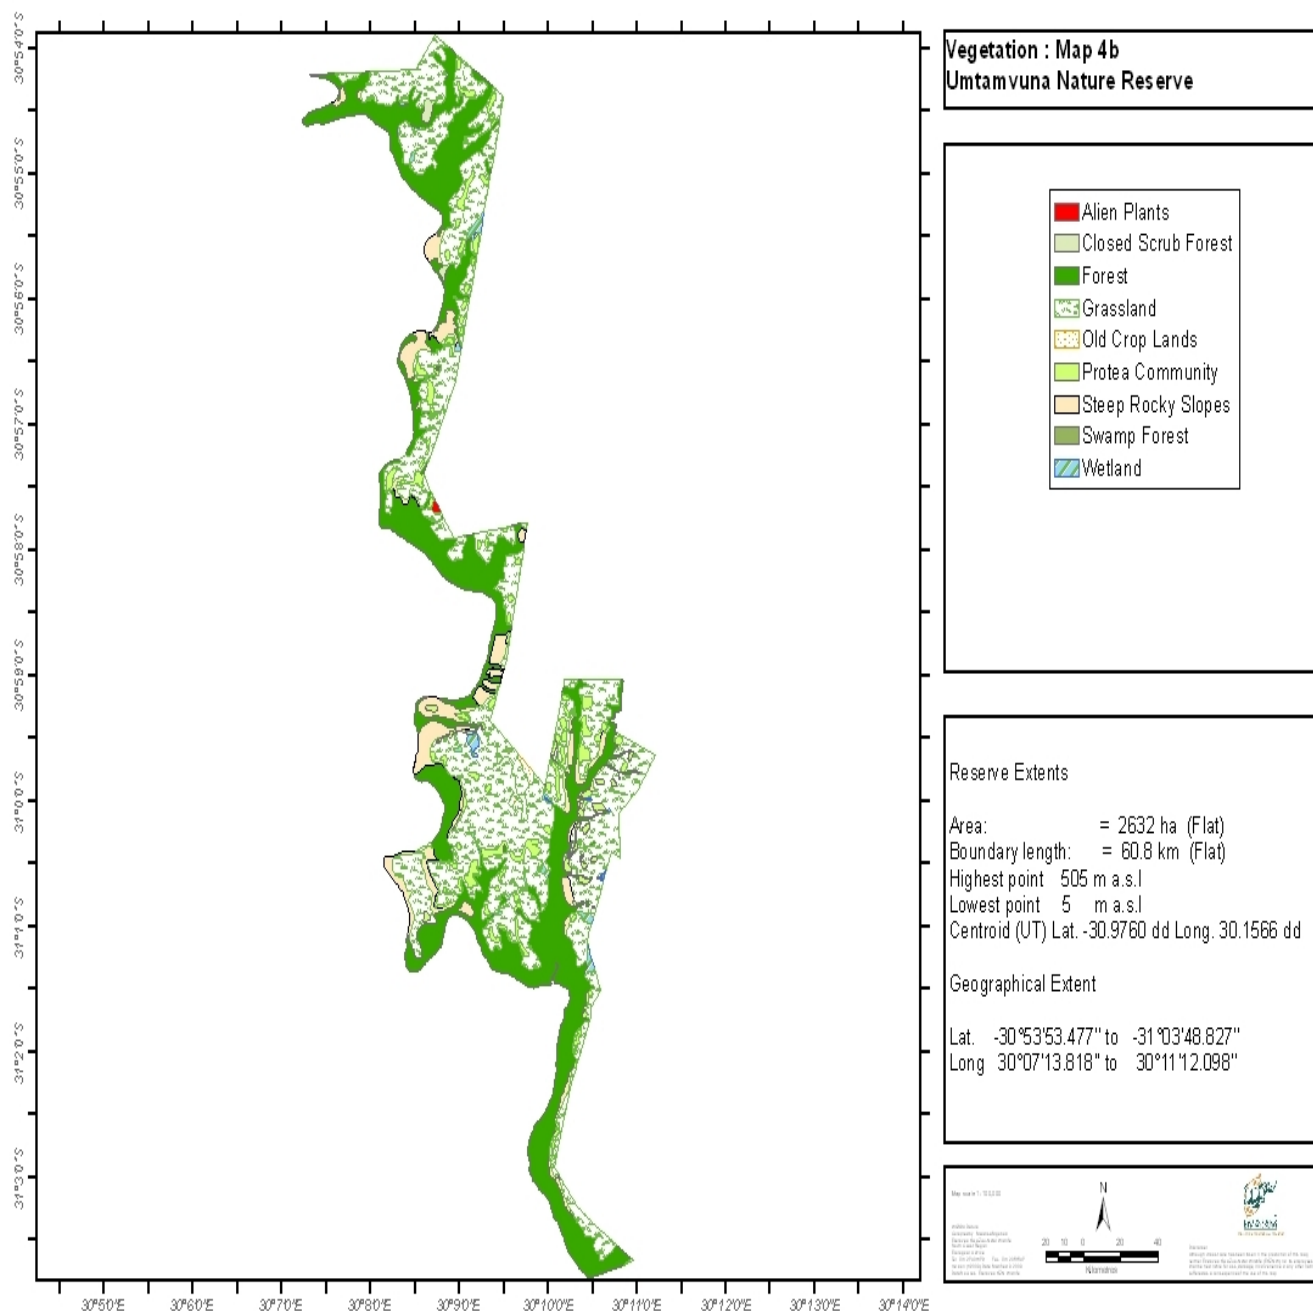 Vegetation : Map 4b
Umtamvuna Nature Reserve
Alien Plants
Closed Scrub Forest
Forest
Grassland
Old Crop Lands
Protea Community
Steep Rocky Slopes
Swamp Forest
Wetland
Reserve Extents
Area: = 2632 ha (Flat)
Boundary length: = 60.8 km (Flat)
Highest point 505 m a.s.l
Lowest point 5 m a.s.l
Centroid (UT) Lat. -30.9760 dd Long. 30.1566 dd
Geographical Extent
Lat. -30°53'53.477" to -31°03'48.827"
Long 30°07'13.818" to 30°11'12.098"
N
20 10 0 20 40
Kilometres
30°54'0"S
30°55'0"S
30°56'0"S
30°57'0"S
30°58'0"S
30°59'0"S
31°0'0"S
31°1'0"S
31°2'0"S
31°3'0"S
30°5'0"E
30°6'0"E
30°7'0"E
30°8'0"E
30°9'0"E
30°10'0"E
30°11'0"E
30°12'0"E
30°13'0"E
30°14'0"E